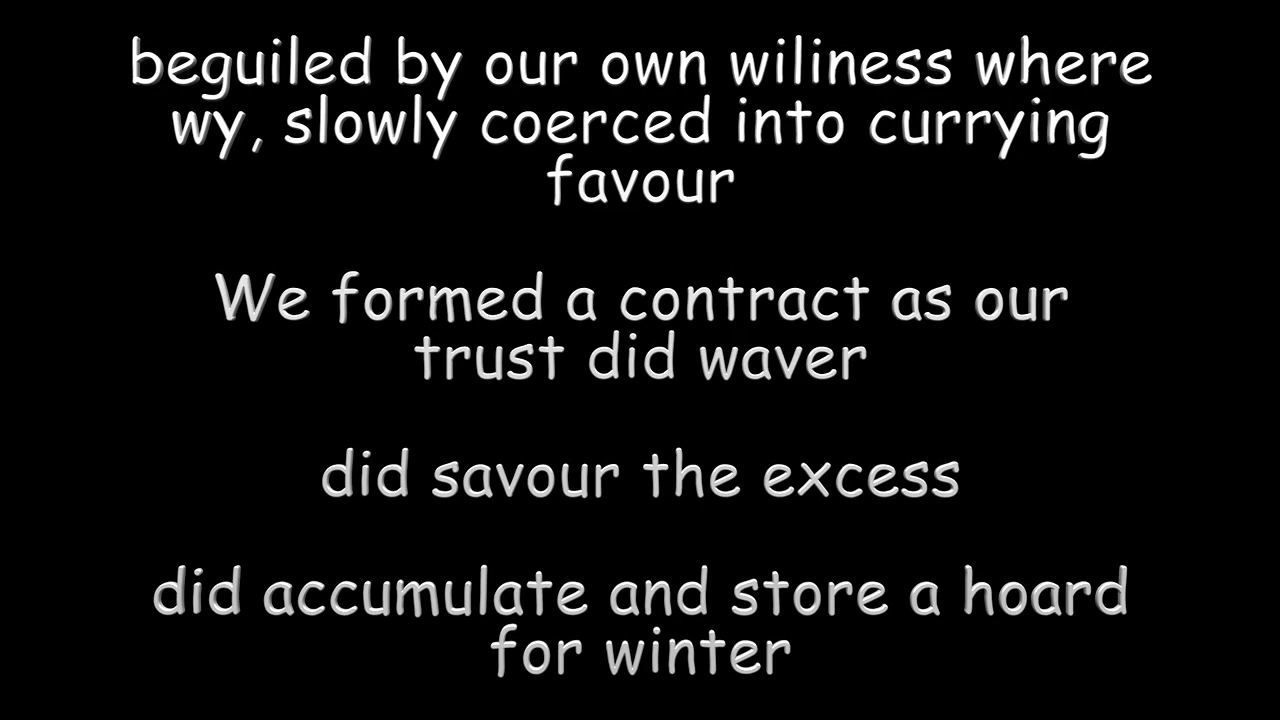 beguiled by our own wiliness where
wy, slowly coerced into currying
favour
We formed a contract as our
trust did waver
did savour the excess
did accumulate and store a hoard
for winter